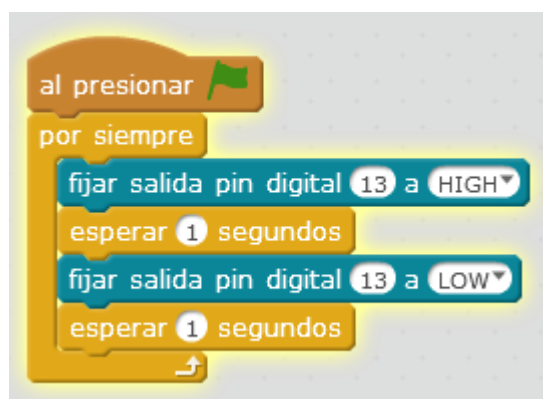 al presionar
por siempre
fijar salida pin digital 13 a HIGH
esperar 1 segundos
fijar salida pin digital 13 a LOW
esperar 1 segundos